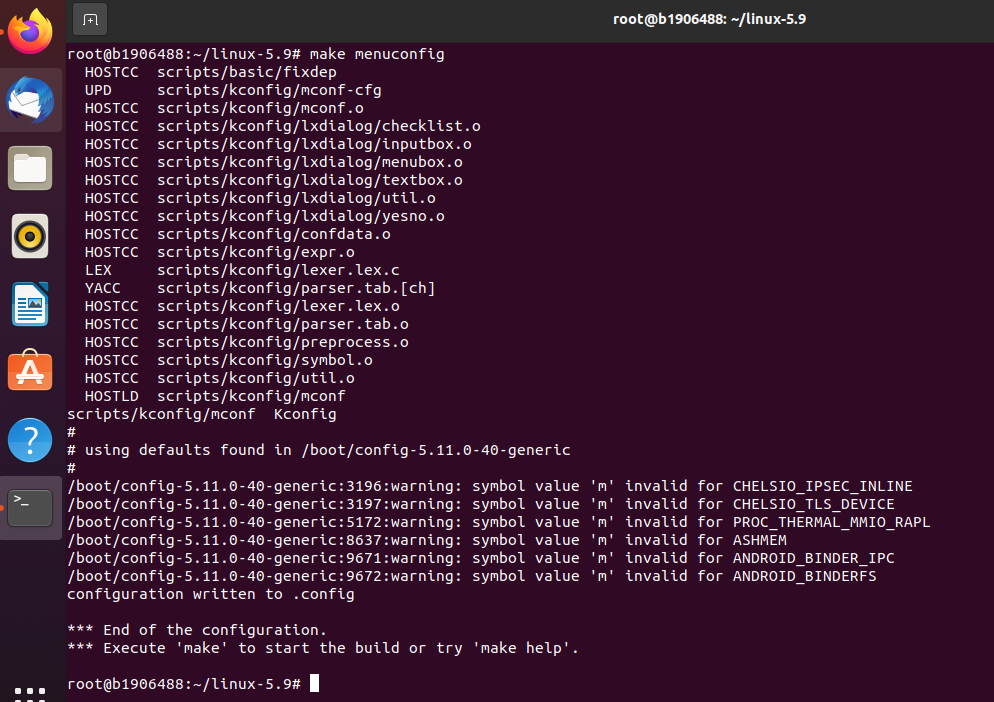 root@b1906488: ~/linux-5.9
root@b1906488:~/linux-5.9# make menuconfig
  HOSTCC  scripts/basic/fixdep
  UPD     scripts/kconfig/mconf-cfg
  HOSTCC  scripts/kconfig/mconf.o
  HOSTCC  scripts/kconfig/lxdialog/checklist.o
  HOSTCC  scripts/kconfig/lxdialog/inputbox.o
  HOSTCC  scripts/kconfig/lxdialog/menubox.o
  HOSTCC  scripts/kconfig/lxdialog/textbox.o
  HOSTCC  scripts/kconfig/lxdialog/util.o
  HOSTCC  scripts/kconfig/lxdialog/yesno.o
  HOSTCC  scripts/kconfig/confdata.o
  HOSTCC  scripts/kconfig/expr.o
  LEX     scripts/kconfig/lexer.lex.c
  YACC    scripts/kconfig/parser.tab.[ch]
  HOSTCC  scripts/kconfig/lexer.lex.o
  HOSTCC  scripts/kconfig/parser.tab.o
  HOSTCC  scripts/kconfig/preprocess.o
  HOSTCC  scripts/kconfig/symbol.o
  HOSTCC  scripts/kconfig/util.o
  HOSTLD  scripts/kconfig/mconf
scripts/kconfig/mconf  Kconfig
#
# using defaults found in /boot/config-5.11.0-40-generic
#
/boot/config-5.11.0-40-generic:3196:warning: symbol value 'm' invalid for CHELSIO_IPSEC_INLINE
/boot/config-5.11.0-40-generic:3197:warning: symbol value 'm' invalid for CHELSIO_TLS_DEVICE
/boot/config-5.11.0-40-generic:5172:warning: symbol value 'm' invalid for PROC_THERMAL_MMIO_RAPL
/boot/config-5.11.0-40-generic:8637:warning: symbol value 'm' invalid for ASHMEM
/boot/config-5.11.0-40-generic:9671:warning: symbol value 'm' invalid for ANDROID_BINDER_IPC
/boot/config-5.11.0-40-generic:9672:warning: symbol value 'm' invalid for ANDROID_BINDERFS
configuration written to .config
*** End of the configuration.
*** Execute 'make' to start the build or try 'make help'.
root@b1906488:~/linux-5.9#